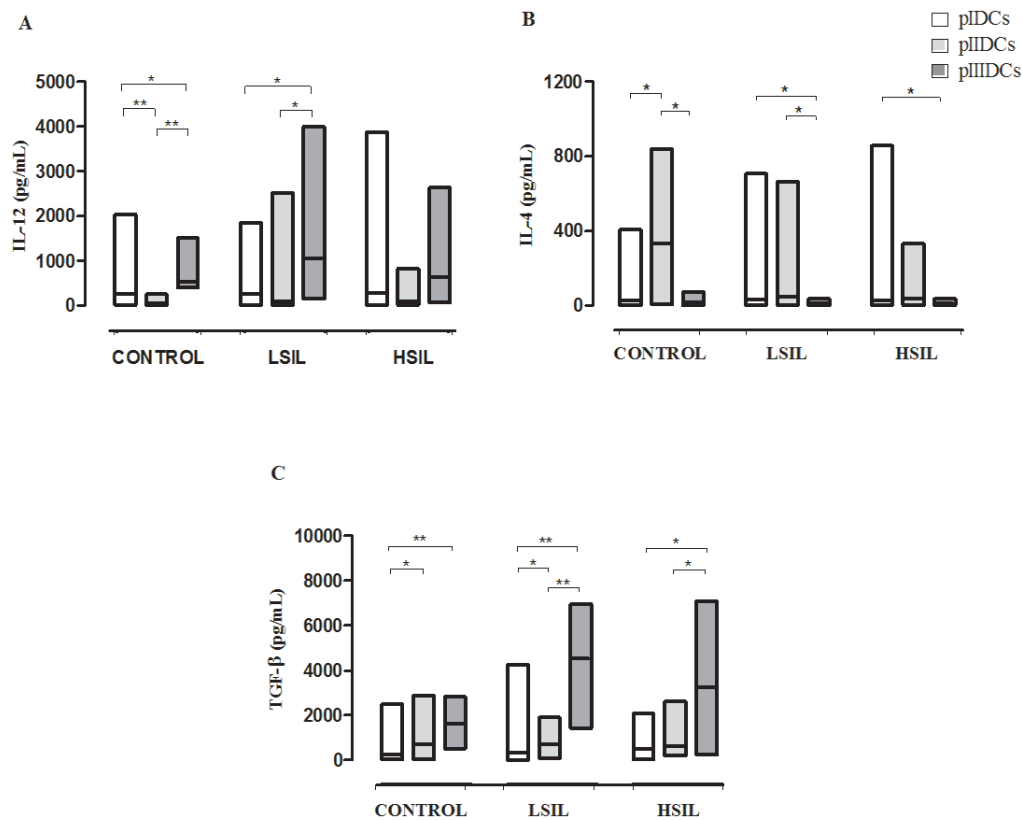 A
B
pIDCs
pIIDCs
pIIIDCs
IL-12 (pg/mL)
5000
4000
3000
2000
1000
0
*
**
**
*
*
CONTROL
LSIL
HSIL
IL-4 (pg/mL)
1200
800
400
0
*
*
*
*
*
CONTROL
LSIL
HSIL
C
TGF-β (pg/mL)
10000
8000
6000
4000
2000
0
**
*
**
*
**
*
*
CONTROL
LSIL
HSIL